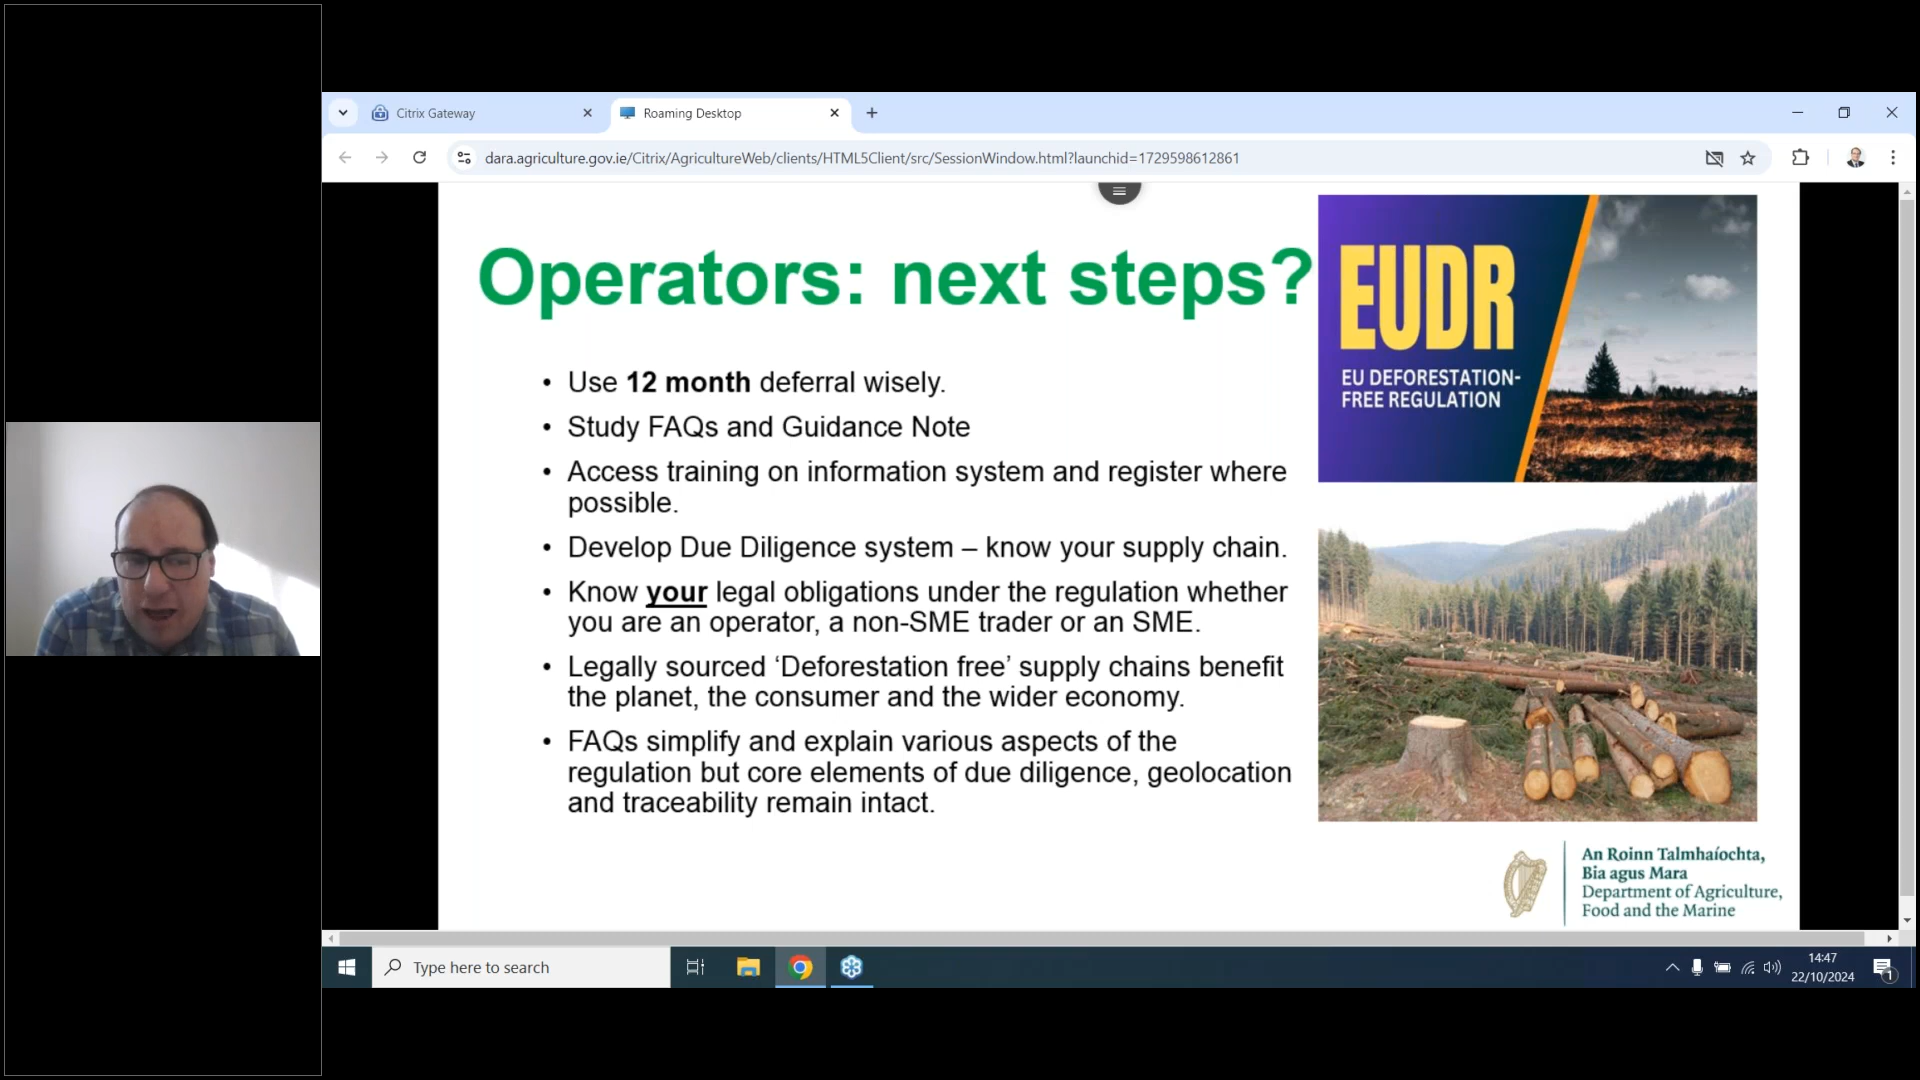 Citrix Gateway
Roaming Desktop
dara.agriculture.gov.ie/Citrix/AgricultureWeb/clients/HTML5Client/src/SessionWindow.html?launchid=1729598612861
Operators: next steps?
• Use 12 month deferral wisely.
• Study FAQs and Guidance Note
• Access training on information system and register where
possible.
• Develop Due Diligence system – know your supply chain.
• Know your legal obligations under the regulation whether
you are an operator, a non-SME trader or an SME.
• Legally sourced ‘Deforestation free’ supply chains benefit
the planet, the consumer and the wider economy.
• FAQs simplify and explain various aspects of the
regulation but core elements of due diligence, geolocation
and traceability remain intact.
EUDR
EU DEFORESTATION-
FREE REGULATION
An Roinn Talmhaíochta,
Bia agus Mara
Department of Agriculture,
Food and the Marine
Type here to search
14:47
22/10/2024
1